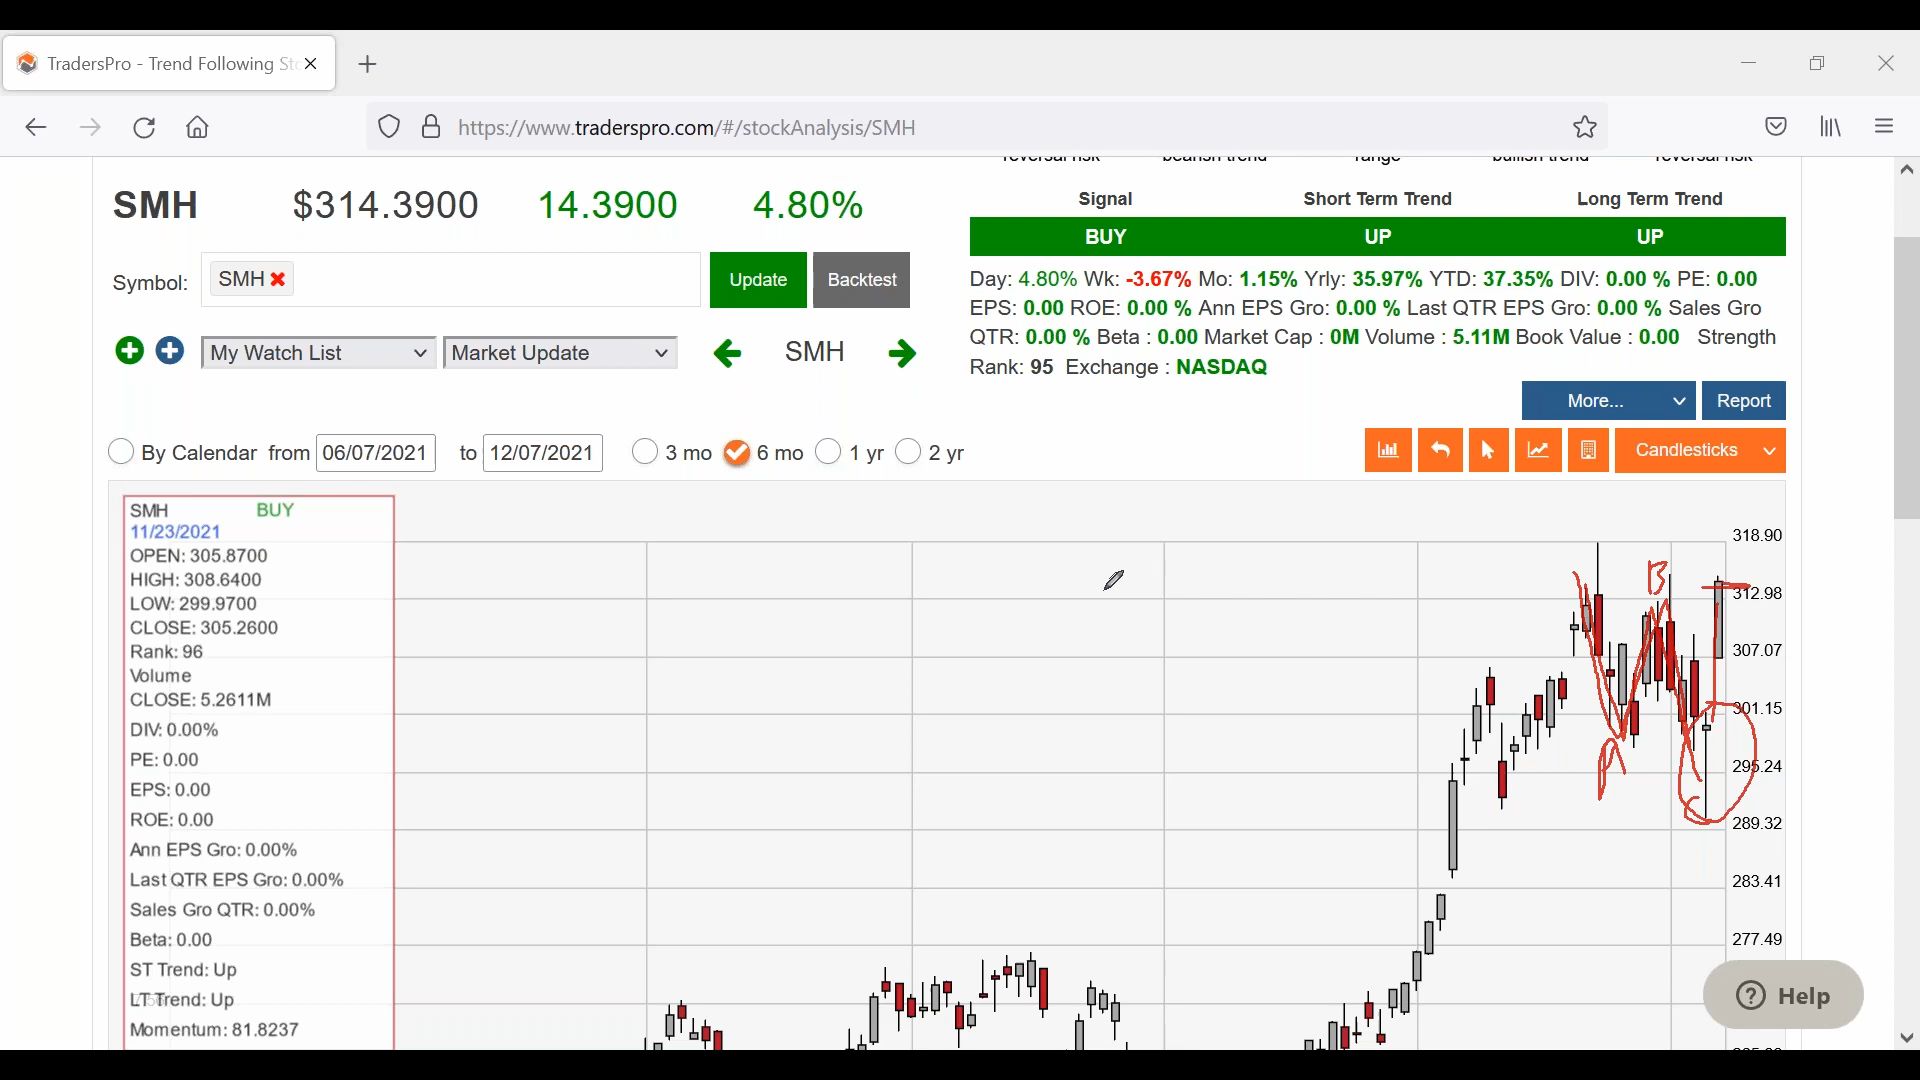 TradersPro - Trend Following St
https://www.traderspro.com/#/stockAnalysis/SMH
reversal risk bearish trend range bullish trend reversal risk
SMH $314.3900 14.3900 4.80%
Signal Short Term Trend Long Term Trend
BUY UP UP
Symbol: SMH Update Backtest
Day: 4.80% Wk: -3.67% Mo: 1.15% Yrly: 35.97% YTD: 37.35% DIV: 0.00 % PE: 0.00
EPS: 0.00 ROE: 0.00 % Ann EPS Gro: 0.00 % Last QTR EPS Gro: 0.00 % Sales Gro
QTR: 0.00 % Beta : 0.00 Market Cap : 0M Volume : 5.11M Book Value : 0.00 Strength
Rank: 95 Exchange : NASDAQ
My Watch List Market Update SMH
More... Report
By Calendar from 06/07/2021 to 12/07/2021 3 mo 6 mo 1 yr 2 yr
Candlesticks
SMH BUY
11/23/2021
OPEN: 305.8700
HIGH: 308.6400
LOW: 299.9700
CLOSE: 305.2600
Rank: 96
Volume
CLOSE: 5.2611M
DIV: 0.00%
PE: 0.00
EPS: 0.00
ROE: 0.00
Ann EPS Gro: 0.00%
Last QTR EPS Gro: 0.00%
Sales Gro QTR: 0.00%
Beta: 0.00
ST Trend: Up
LT Trend: Up
Momentum: 81.8237
318.90
312.98
307.07
301.15
295.24
289.32
283.41
277.49
B
A
C
Help